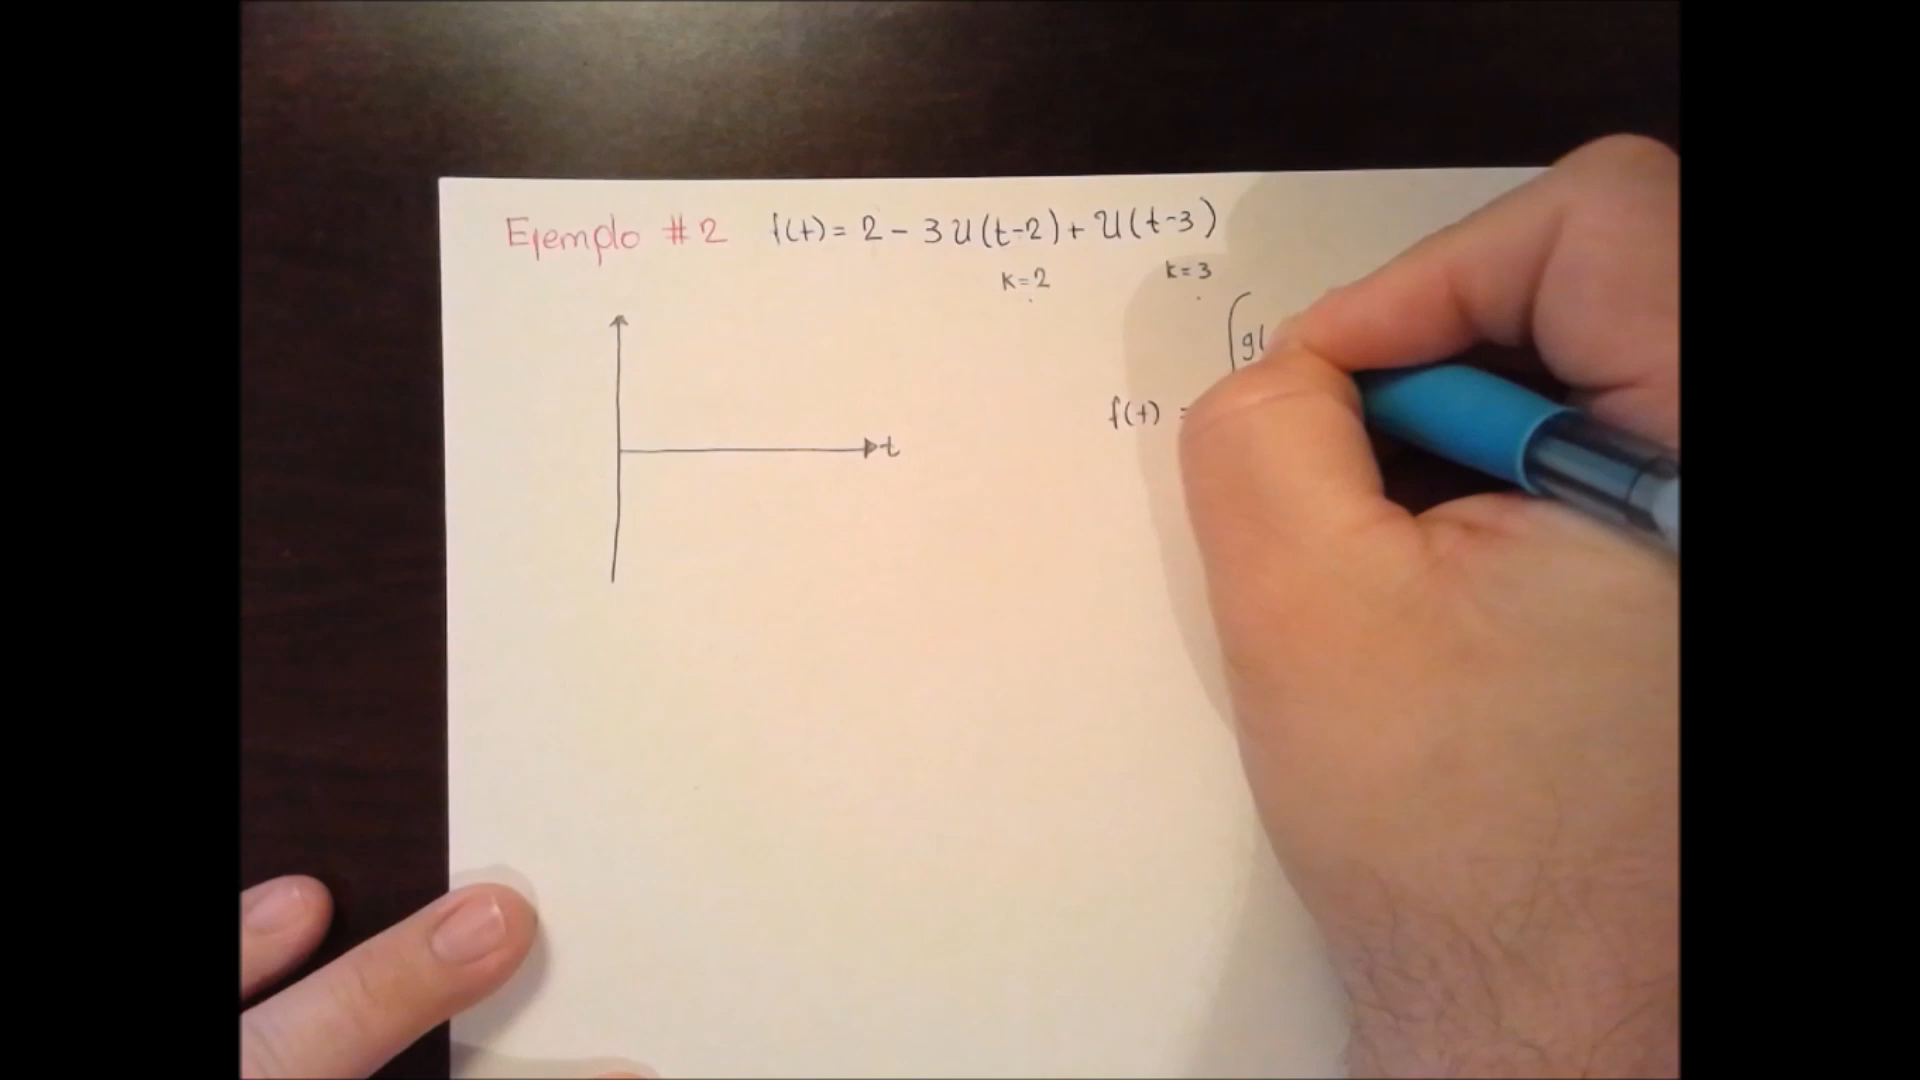 Ejemplo #2 f(t) = 2 - 3 U(t-2) + U(t-3)
k=2 k=3
g(
f(t) =
t